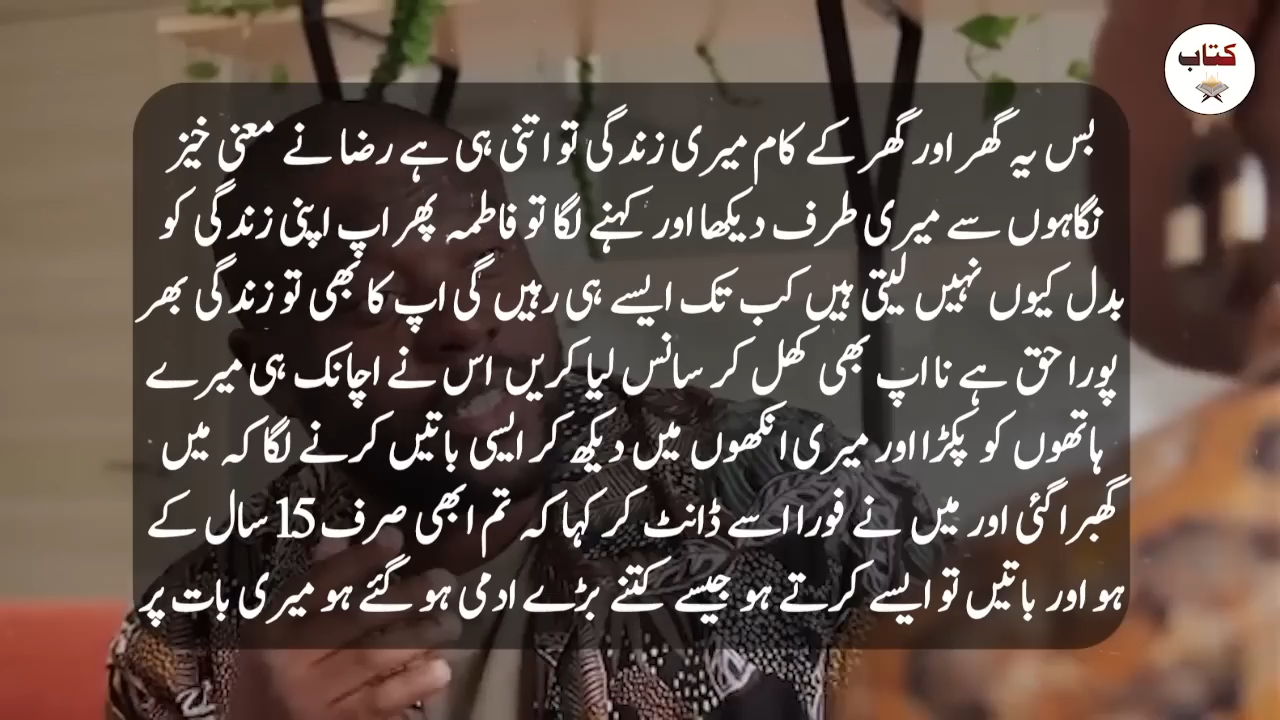 کتاب
بس یہ گھر اور گھر کے کام میری زندگی تو اتنی ہی ہے رضا نے معنی خیز
نگاہوں سے میری طرف دیکھا اور کہنے لگا تو فاطمہ پھر اپ اپنی زندگی کو
بدل کیوں نہیں لیتی ہیں کب تک ایسے ہی رہیں گی اپ کا بھی تو زندگی بھر
پورا حق ہے نا اپ بھی کھل کر سانس لیا کریں اس نے اچانک ہی میرے
ہاتھوں کو پکڑا اور میری انکھوں میں دیکھ کر ایسی باتیں کرنے لگا کہ میں
گھبرا گئی اور میں نے فورا اسے ڈانٹ کر کہا کہ تم ابھی صرف 15 سال کے
ہو اور باتیں تو ایسے کرتے ہو جیسے کتنے بڑے ادمی ہو گئے ہو میری بات پر